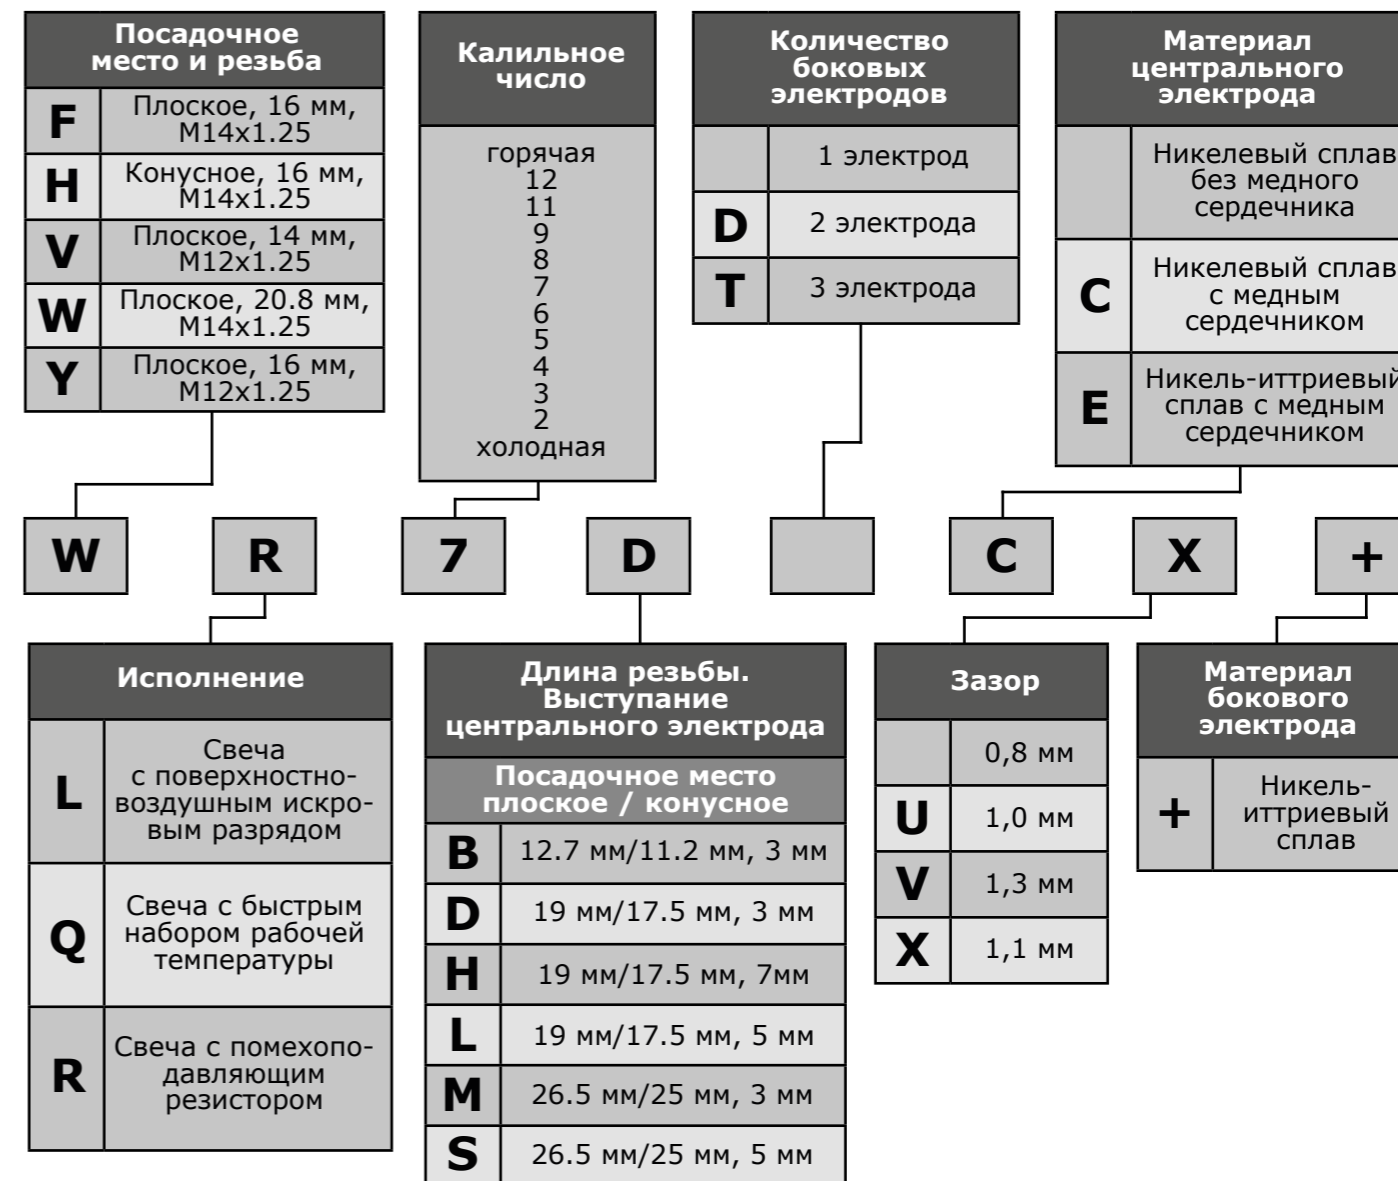 Посадочное
место и резьба
F
Плоское, 16 мм,
M14x1.25
H
Конусное, 16 мм,
M14x1.25
V
Плоское, 14 мм,
M12x1.25
W
Плоское, 20.8 мм,
M14x1.25
Y
Плоское, 16 мм,
M12x1.25
Калильное
число
горячая
12
11
9
8
7
6
5
4
3
2
холодная
Количество
боковых
электродов
1 электрод
D
2 электрода
T
3 электрода
Материал
центрального
электрода
Никелевый сплав
без медного
сердечника
C
Никелевый сплав
с медным
сердечником
E
Никель-иттриевый
сплав с медным
сердечником
W R 7 D C X +
Исполнение
L
Свеча
с поверхностно-
воздушным искро-
вым разрядом
Q
Свеча с быстрым
набором рабочей
температуры
R
Свеча с помехопо-
давляющим
резистором
Длина резьбы.
Выступание
центрального электрода
Посадочное место
плоское / конусное
B 12.7 мм/11.2 мм, 3 мм
D 19 мм/17.5 мм, 3 мм
H 19 мм/17.5 мм, 7мм
L 19 мм/17.5 мм, 5 мм
M 26.5 мм/25 мм, 3 мм
S 26.5 мм/25 мм, 5 мм
Зазор
0,8 мм
U 1,0 мм
V 1,3 мм
X 1,1 мм
Материал
бокового
электрода
+
Никель-
иттриевый
сплав